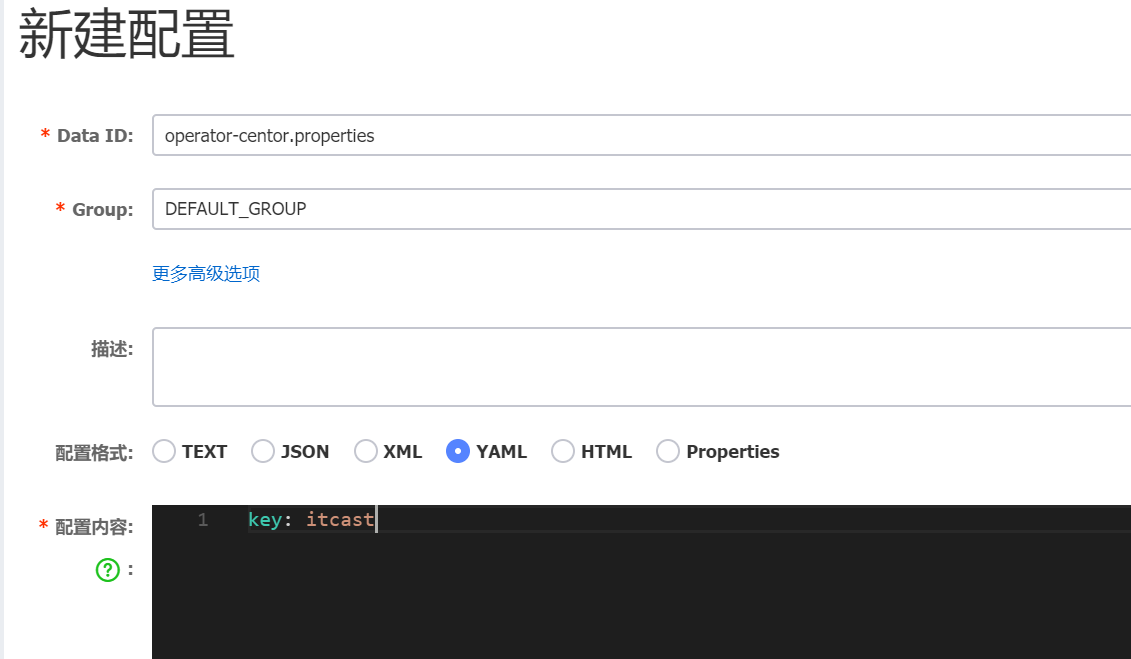 新建配置
* Data ID: operator-centor.properties
* Group: DEFAULT_GROUP
更多高级选项
描述:
配置格式: TEXT JSON XML YAML HTML Properties
* 配置内容: 1 key: itcast
? :